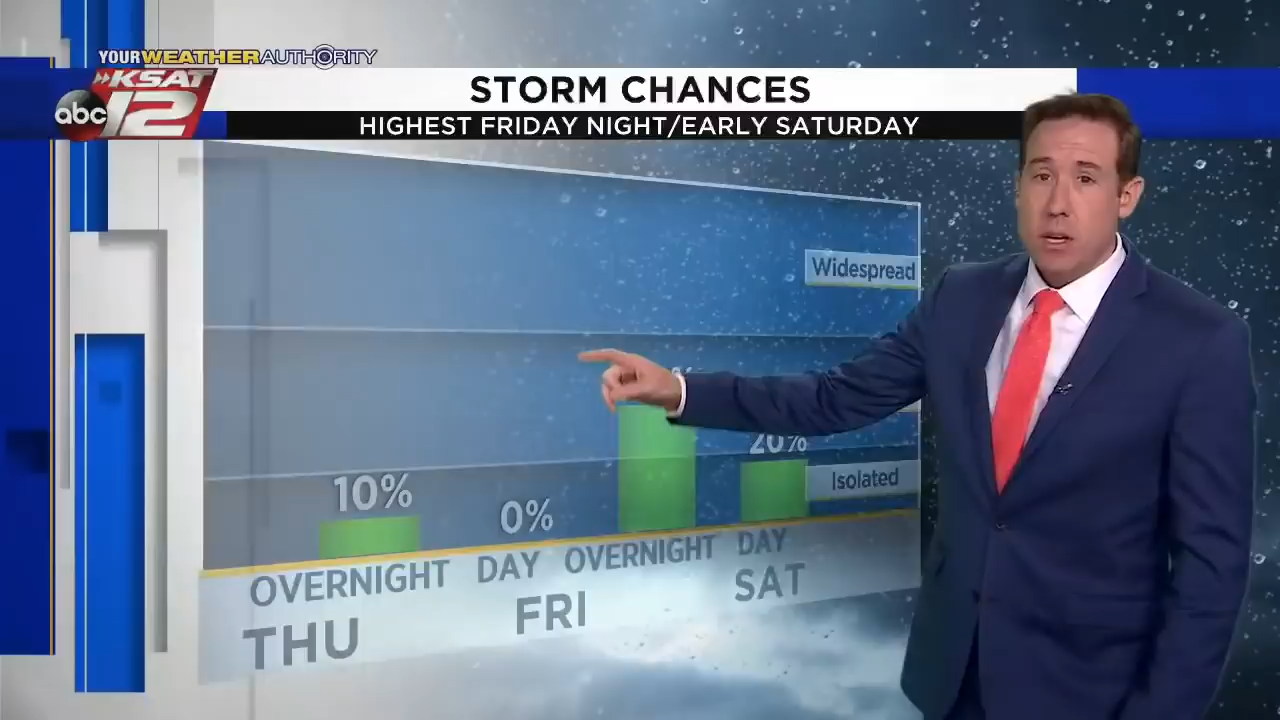 YOUR WEATHER AUTHORITY
KSAT
abc 12
STORM CHANCES
HIGHEST FRIDAY NIGHT/EARLY SATURDAY
Widespread
10%
0%
20%
Isolated
OVERNIGHT DAY OVERNIGHT DAY
THU FRI SAT